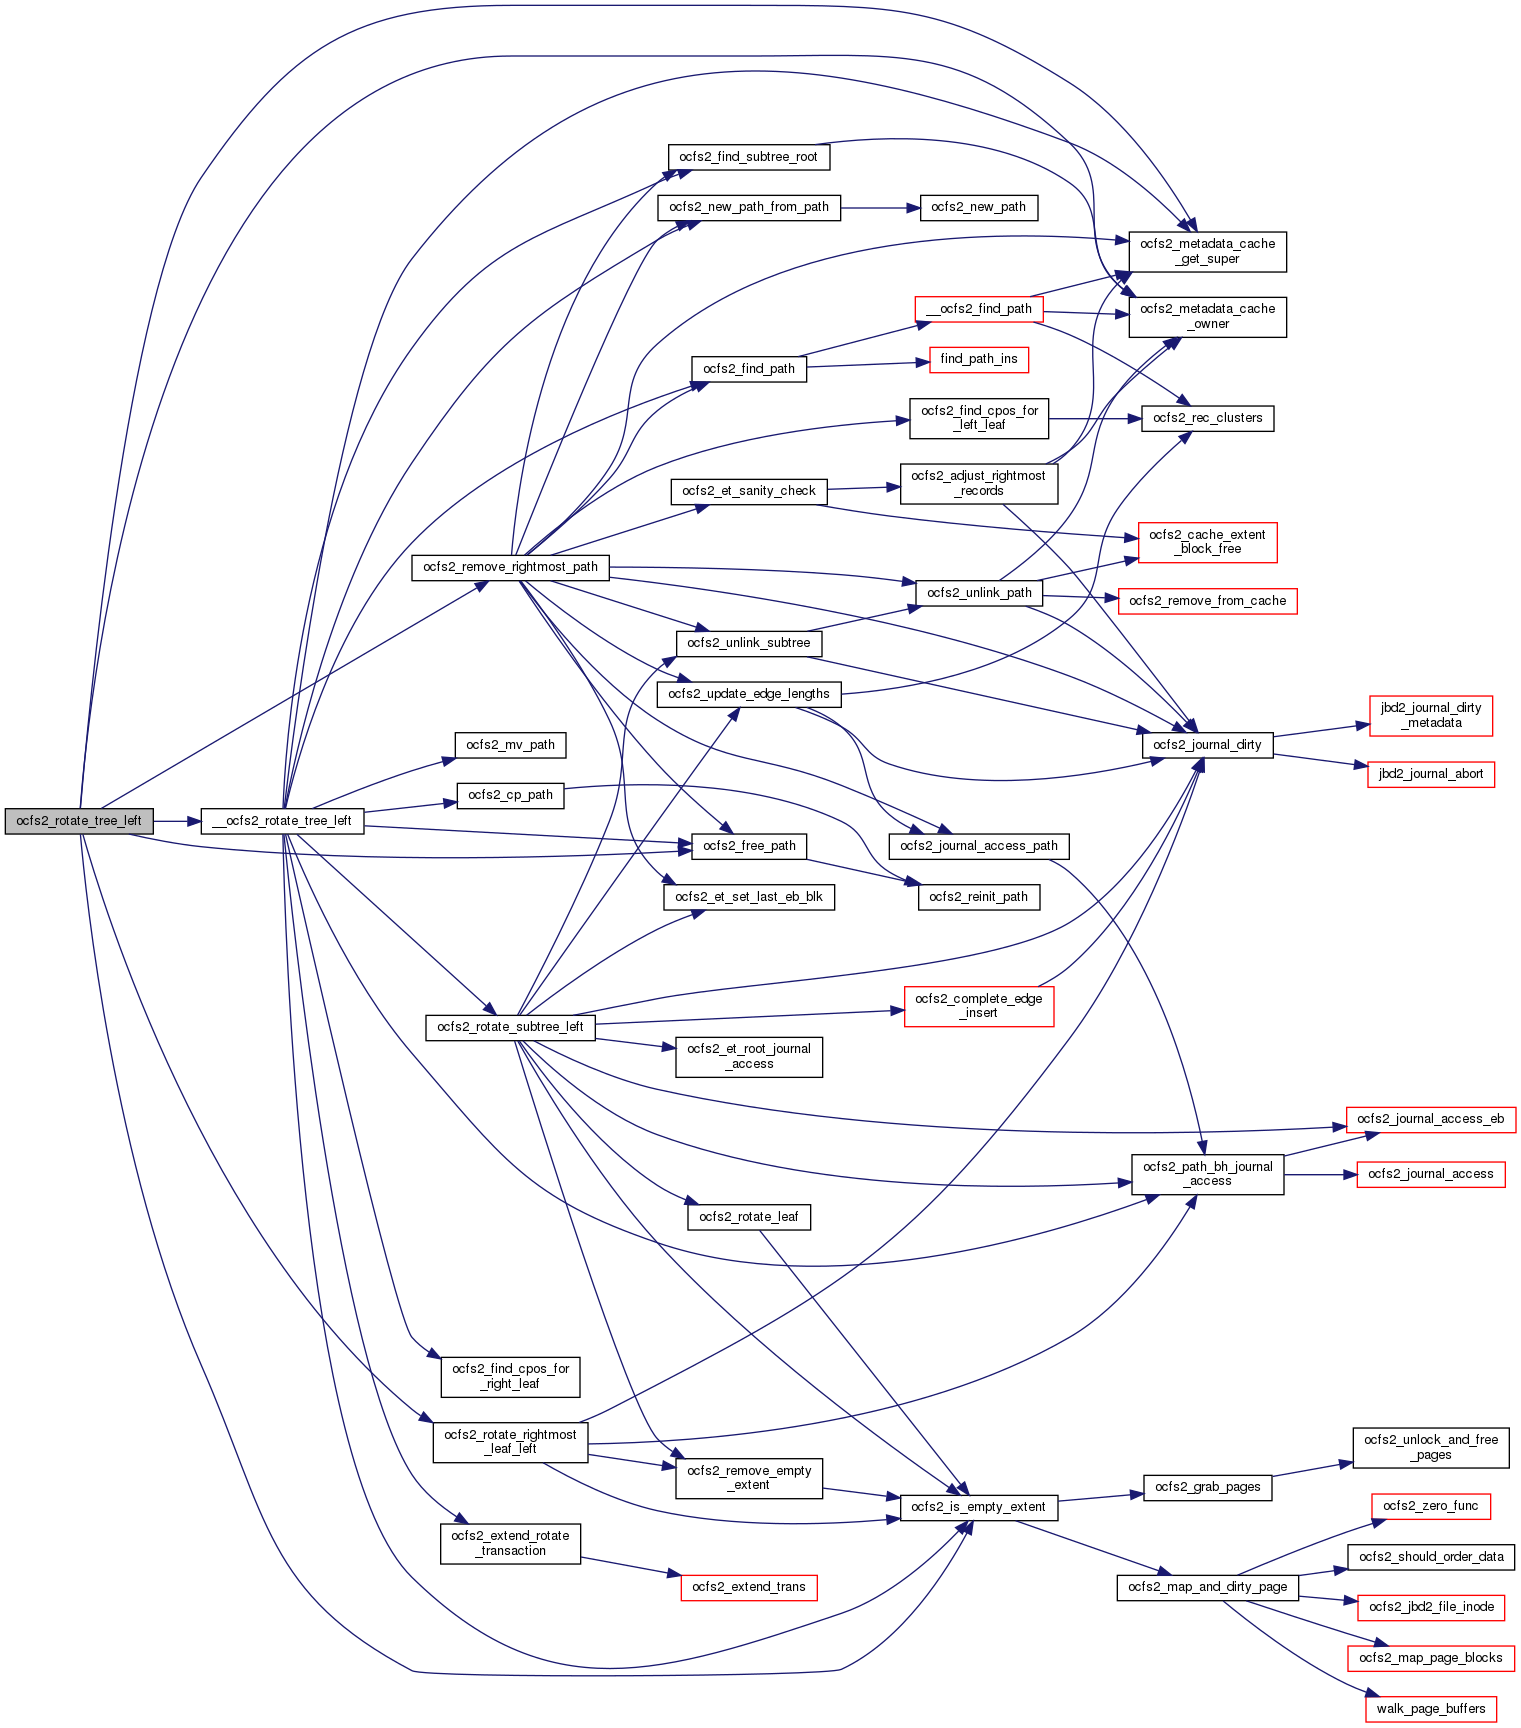 ocfs2_find_subtree_root
ocfs2_new_path_from_path
ocfs2_new_path
ocfs2_metadata_cache
_get_super
__ocfs2_find_path
ocfs2_metadata_cache
_owner
find_path_ins
ocfs2_find_path
ocfs2_find_cpos_for
_left_leaf
ocfs2_rec_clusters
ocfs2_et_sanity_check
ocfs2_adjust_rightmost
_records
ocfs2_cache_extent
_block_free
ocfs2_remove_rightmost_path
ocfs2_unlink_path
ocfs2_remove_from_cache
ocfs2_unlink_subtree
ocfs2_update_edge_lengths
jbd2_journal_dirty
_metadata
ocfs2_mv_path
ocfs2_journal_dirty
jbd2_journal_abort
ocfs2_cp_path
ocfs2_rotate_tree_left
__ocfs2_rotate_tree_left
ocfs2_free_path
ocfs2_journal_access_path
ocfs2_et_set_last_eb_blk
ocfs2_reinit_path
ocfs2_complete_edge
_insert
ocfs2_rotate_subtree_left
ocfs2_et_root_journal
_access
ocfs2_journal_access_eb
ocfs2_path_bh_journal
_access
ocfs2_journal_access
ocfs2_rotate_leaf
ocfs2_find_cpos_for
_right_leaf
ocfs2_rotate_rightmost
_leaf_left
ocfs2_unlock_and_free
_pages
ocfs2_remove_empty
_extent
ocfs2_grab_pages
ocfs2_is_empty_extent
ocfs2_zero_func
ocfs2_extend_rotate
_transaction
ocfs2_should_order_data
ocfs2_extend_trans
ocfs2_map_and_dirty_page
ocfs2_jbd2_file_inode
ocfs2_map_page_blocks
walk_page_buffers